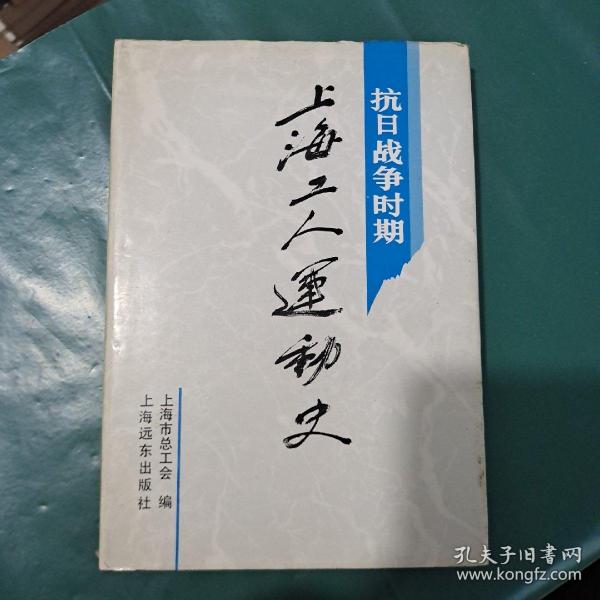 抗日战争时期
上海工人運動史
上海市总工会 编
上海远东出版社
孔夫子旧书网
www.kongfz.com